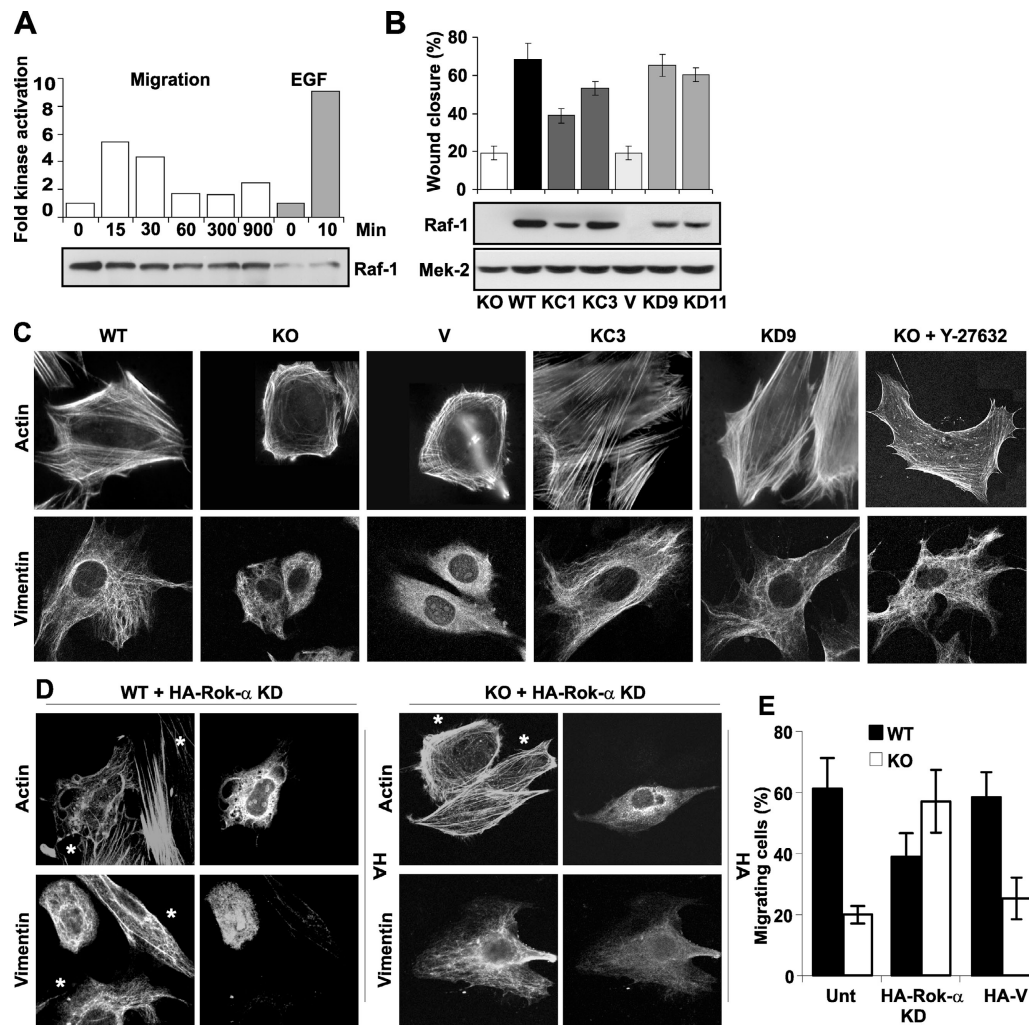 A
Fold kinase activation
10
8
6
4
2
0
Migration
EGF
0 15 30 60 300 900 0 10 Min
Raf-1
B
Wound closure (%)
80
60
40
20
0
Raf-1
Mek-2
KO WT KC1 KC3 V KD9 KD11
C
WT KO V KC3 KD9 KO + Y-27632
Actin
Vimentin
D
WT + HA-Rok-α KD
KO + HA-Rok-α KD
Actin
* *
Vimentin
* *
HA
Actin
* *
Vimentin
HA
E
WT
KO
Migrating cells (%)
80
60
40
20
0
Unt HA-Rok-α HA-V
KD